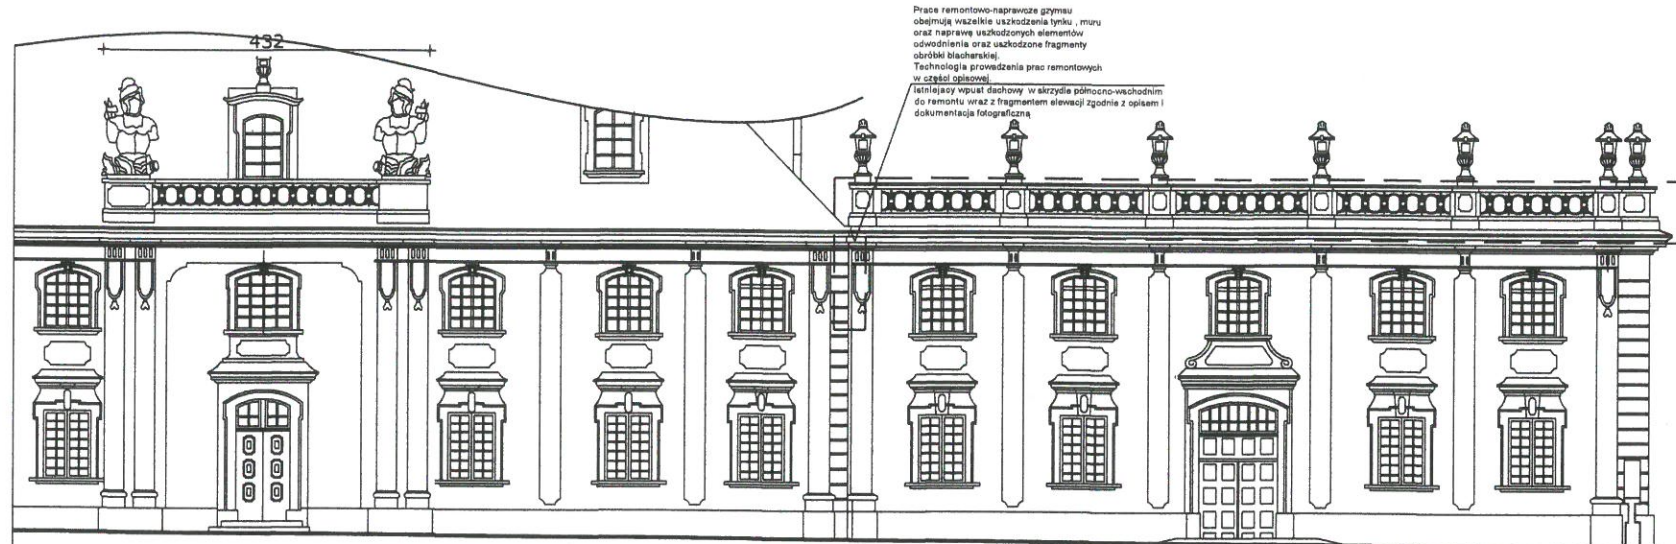 Prace remontowo-naprawcze gzymsu
obejmują wszelkie uszkodzenia tynku , muru
oraz naprawę uszkodzonych elementów
odwodnienia oraz uszkodzone fragmenty
obróbki blacharskiej.
Technologia prowadzenia prac remontowych
w części opisowej.
Istniejacy wpust dachowy w skrzydle północno-wschodnim
do remontu wraz z fragmentem elewacji zgodnie z opisem i
dokumentacja fotograficzną
432